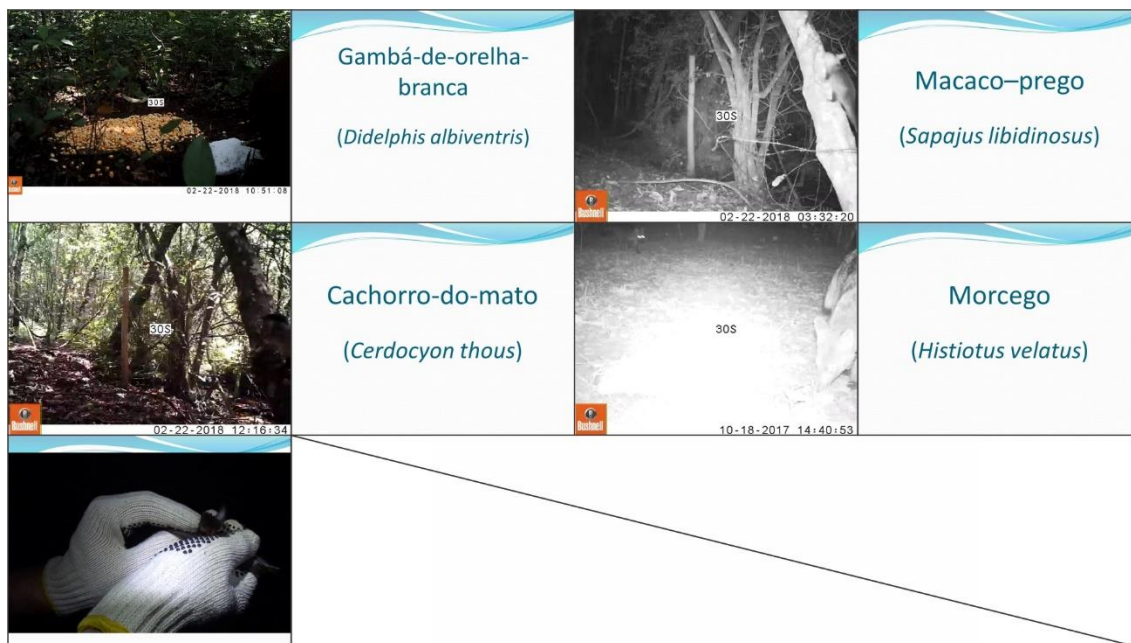 30S
02-22-2018 10:51:08
Gambá-de-orelha-
branca
(Didelphis albiventris)
30S
Bushnell
02-22-2018 03:32:20
Macaco–prego
(Sapajus libidinosus)
30S
Bushnell
02-22-2018 12:16:34
Cachorro-do-mato
(Cerdocyon thous)
30S
Bushnell
10-18-2017 14:40:53
Morcego
(Histiotus velatus)